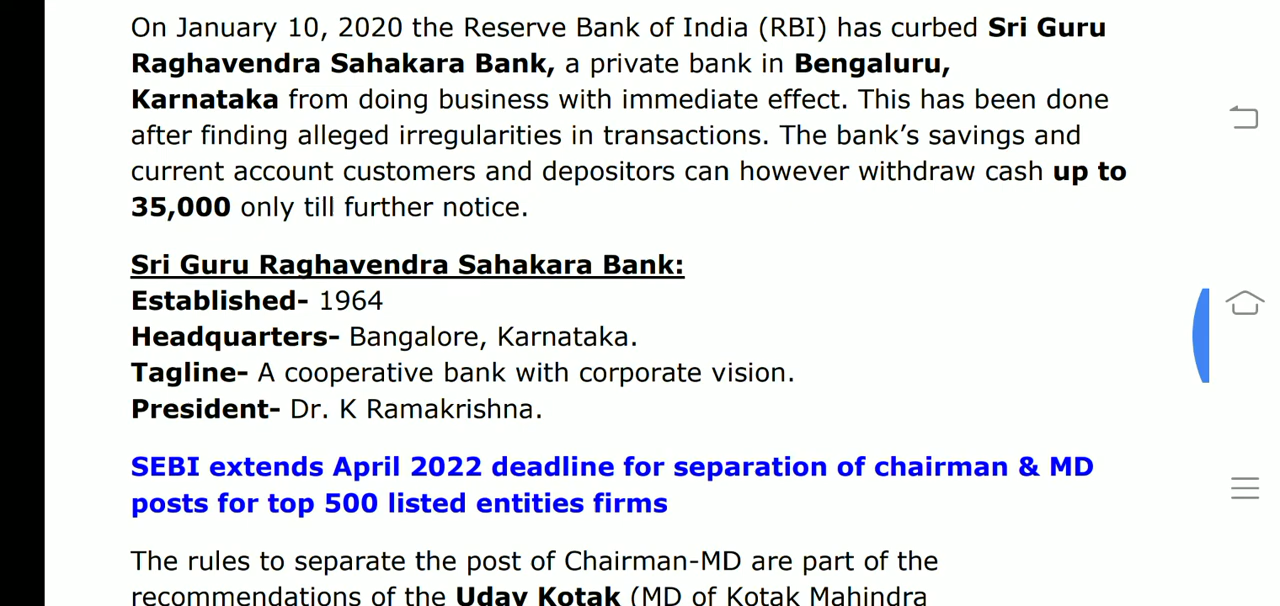 On January 10, 2020 the Reserve Bank of India (RBI) has curbed Sri Guru
Raghavendra Sahakara Bank, a private bank in Bengaluru,
Karnataka from doing business with immediate effect. This has been done
after finding alleged irregularities in transactions. The bank's savings and
current account customers and depositors can however withdraw cash up to
35,000 only till further notice.
Sri Guru Raghavendra Sahakara Bank:
Established- 1964
Headquarters- Bangalore, Karnataka.
Tagline- A cooperative bank with corporate vision.
President- Dr. K Ramakrishna.
SEBI extends April 2022 deadline for separation of chairman & MD
posts for top 500 listed entities firms
The rules to separate the post of Chairman-MD are part of the
recommendations of the Uday Kotak (MD of Kotak Mahindra